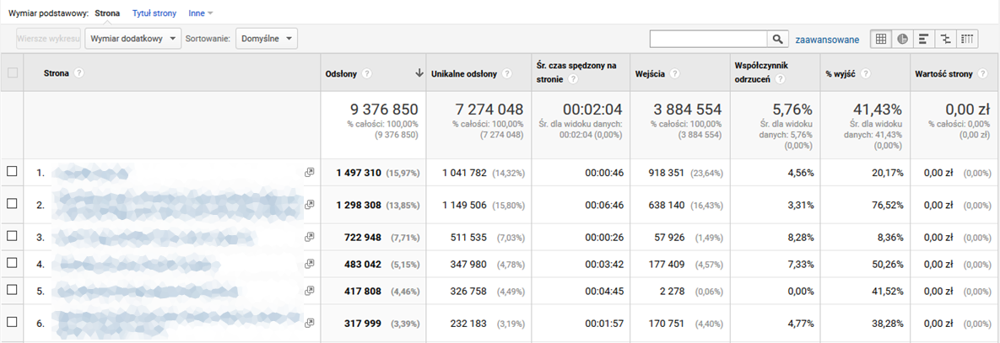 Wymiar podstawowy: Strona Tytuł strony Inne
Wiersze wykresu Wymiar dodatkowy Sortowanie: Domyślne zaawansowane
Strona ? Odsłony ? Unikalne odsłony ? Śr. czas spędzony na stronie ? Wejścia ? Współczynnik odrzuceń ? % wyjść ? Wartość strony ?
9 376 850 7 274 048 00:02:04 3 884 554 5,76% 41,43% 0,00 zł
% całości: 100,00% (9 376 850) % całości: 100,00% (7 274 048) Śr. dla widoku danych: 00:02:04 (0,00%) % całości: 100,00% (3 884 554) Śr. dla widoku danych: 5,76% (0,00%) Śr. dla widoku danych: 41,43% (0,00%) % całości: 0,00% (0,00 zł)
1. 1 497 310 (15,97%) 1 041 782 (14,32%) 00:00:46 918 351 (23,64%) 4,56% 20,17% 0,00 zł (0,00%)
2. 1 298 308 (13,85%) 1 149 506 (15,80%) 00:06:46 638 140 (16,43%) 3,31% 76,52% 0,00 zł (0,00%)
3. 722 948 (7,71%) 511 535 (7,03%) 00:00:26 57 926 (1,49%) 8,28% 8,36% 0,00 zł (0,00%)
4. 483 042 (5,15%) 347 980 (4,78%) 00:03:42 177 409 (4,57%) 7,33% 50,26% 0,00 zł (0,00%)
5. 417 808 (4,46%) 326 758 (4,49%) 00:04:45 2 278 (0,06%) 0,00% 41,52% 0,00 zł (0,00%)
6. 317 999 (3,39%) 232 183 (3,19%) 00:01:57 170 751 (4,40%) 4,77% 38,28% 0,00 zł (0,00%)